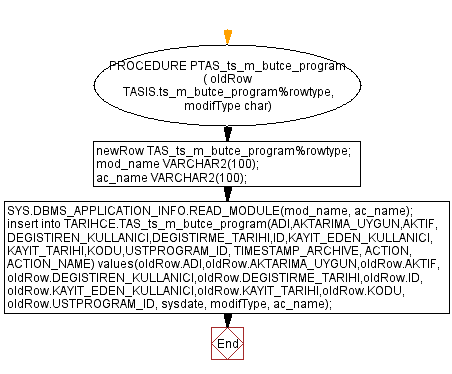 PROCEDURE PTAS_ts_m_butce_program
( oldRow
TASIS.ts_m_butce_program%rowtype,
modifType char)
newRow TAS_ts_m_butce_program%rowtype;
mod_name VARCHAR2(100);
ac_name VARCHAR2(100);
SYS.DBMS_APPLICATION_INFO.READ_MODULE(mod_name, ac_name);
insert into TARIHCE.TAS_ts_m_butce_program(ADI,AKTARIMA_UYGUN,AKTIF,
DEGISTIREN_KULLANICI,DEGISTIRME_TARIHI,ID,KAYIT_EDEN_KULLANICI,
KAYIT_TARIHI,KODU,USTPROGRAM_ID, TIMESTAMP_ARCHIVE, ACTION,
ACTION_NAME) values(oldRow.ADI,oldRow.AKTARIMA_UYGUN,oldRow.AKTIF,
oldRow.DEGISTIREN_KULLANICI,oldRow.DEGISTIRME_TARIHI,oldRow.ID,
oldRow.KAYIT_EDEN_KULLANICI,oldRow.KAYIT_TARIHI,oldRow.KODU,
oldRow.USTPROGRAM_ID, sysdate, modifType, ac_name);
End